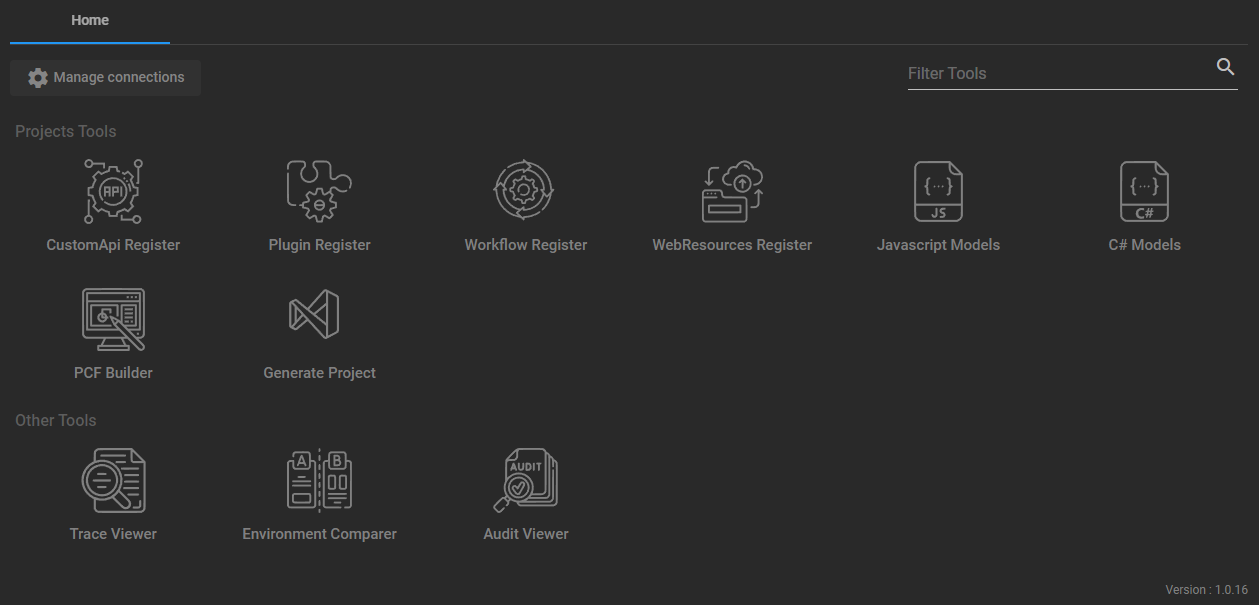 Home
Manage connections
Filter Tools
Projects Tools
API
JS
C#
CustomApi Register
Plugin Register
Workflow Register
WebResources Register
Javascript Models
C# Models
PCF Builder
Generate Project
Other Tools
A B
AUDIT
Trace Viewer
Environment Comparer
Audit Viewer
Version : 1.0.16